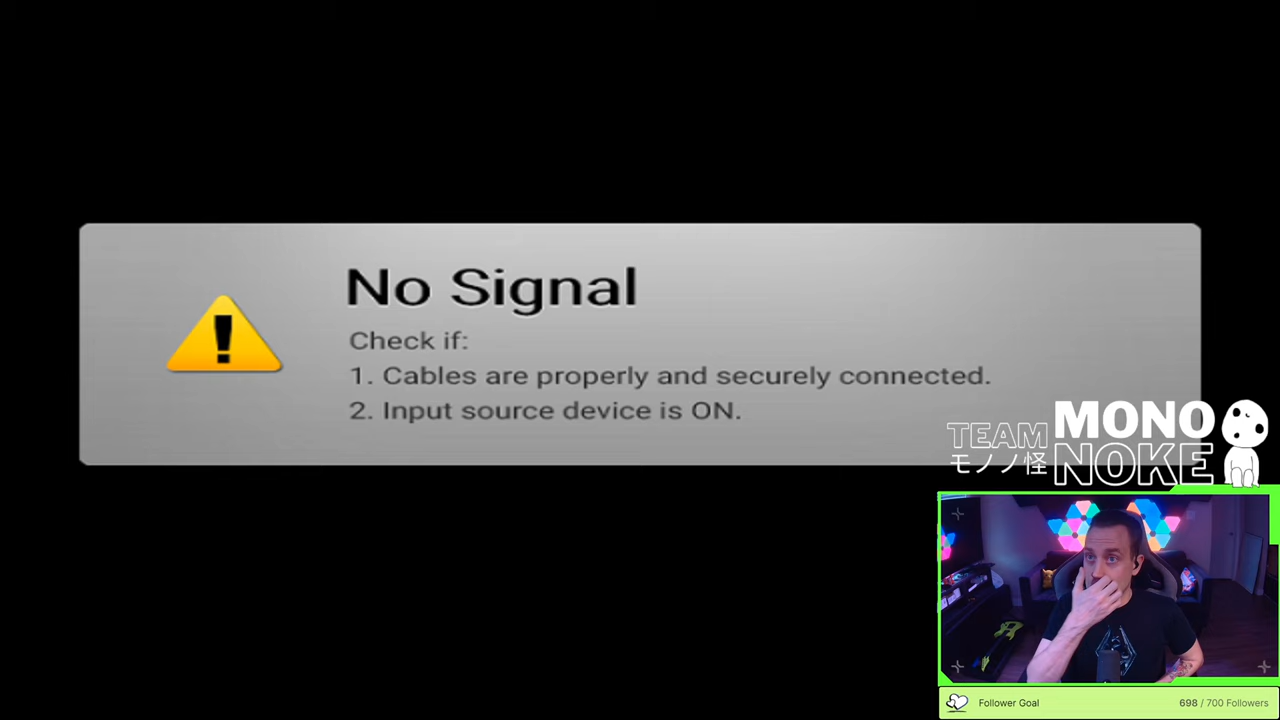 No Signal
Check if:
1. Cables are properly and securely connected.
2. Input source device is ON.
TEAM MONO
モノノ怪 NOKE
Follower Goal 698 / 700 Followers